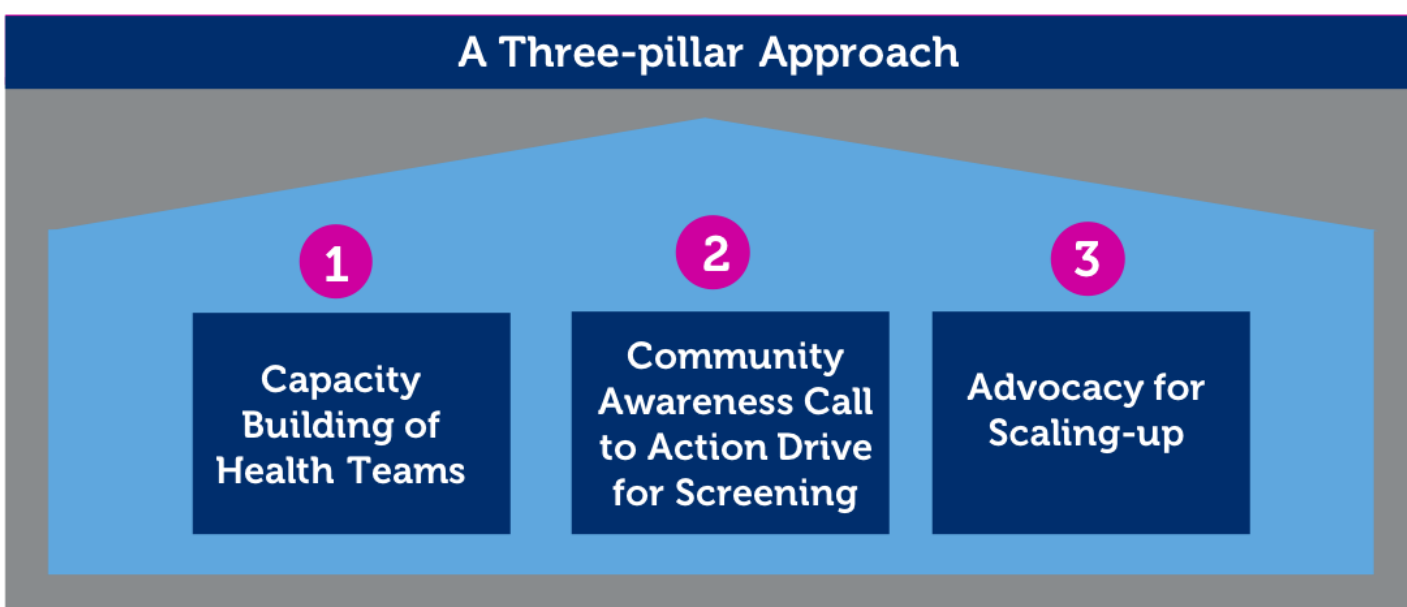 A Three-pillar Approach
1
Capacity
Building of
Health Teams
2
Community
Awareness Call
to Action Drive
for Screening
3
Advocacy for
Scaling-up